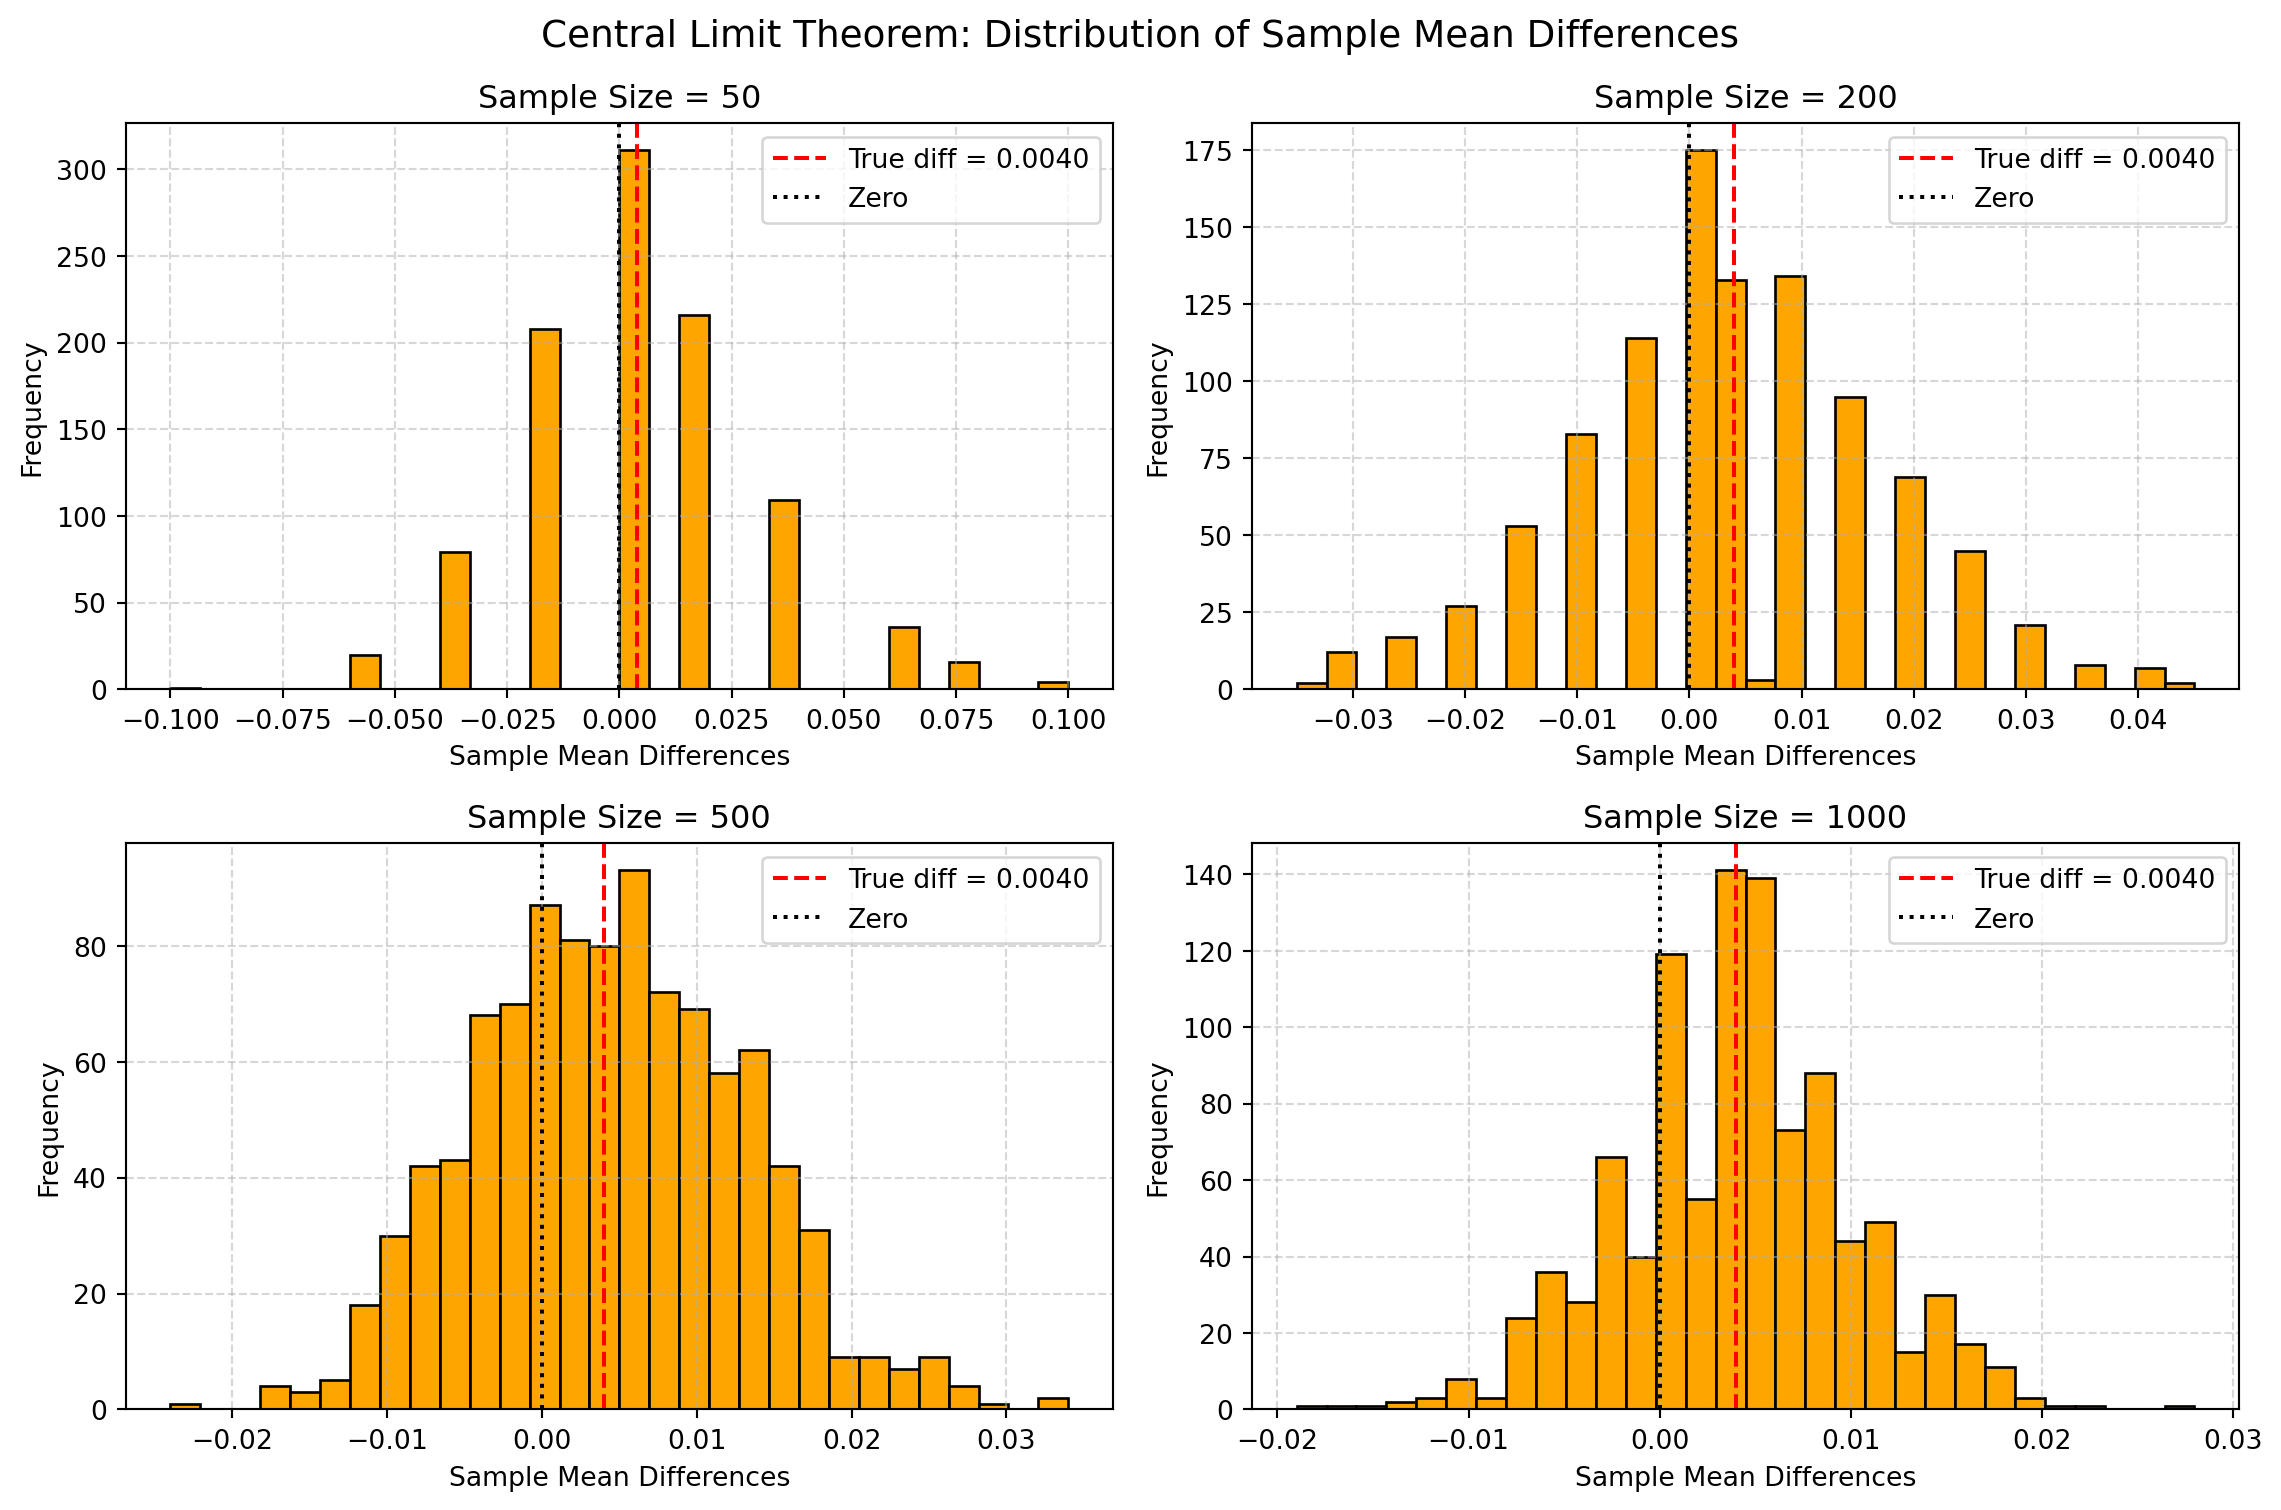 Central Limit Theorem: Distribution of Sample Mean Differences
Sample Size = 50
True diff = 0.0040
Zero
Frequency
300
250
200
150
100
50
0
−0.100 −0.075 −0.050 −0.025 0.000 0.025 0.050 0.075 0.100
Sample Mean Differences
Sample Size = 200
True diff = 0.0040
Zero
Frequency
175
150
125
100
75
50
25
0
−0.03 −0.02 −0.01 0.00 0.01 0.02 0.03 0.04
Sample Mean Differences
Sample Size = 500
True diff = 0.0040
Zero
Frequency
80
60
40
20
0
−0.02 −0.01 0.00 0.01 0.02 0.03
Sample Mean Differences
Sample Size = 1000
True diff = 0.0040
Zero
Frequency
140
120
100
80
60
40
20
0
−0.02 −0.01 0.00 0.01 0.02 0.03
Sample Mean Differences